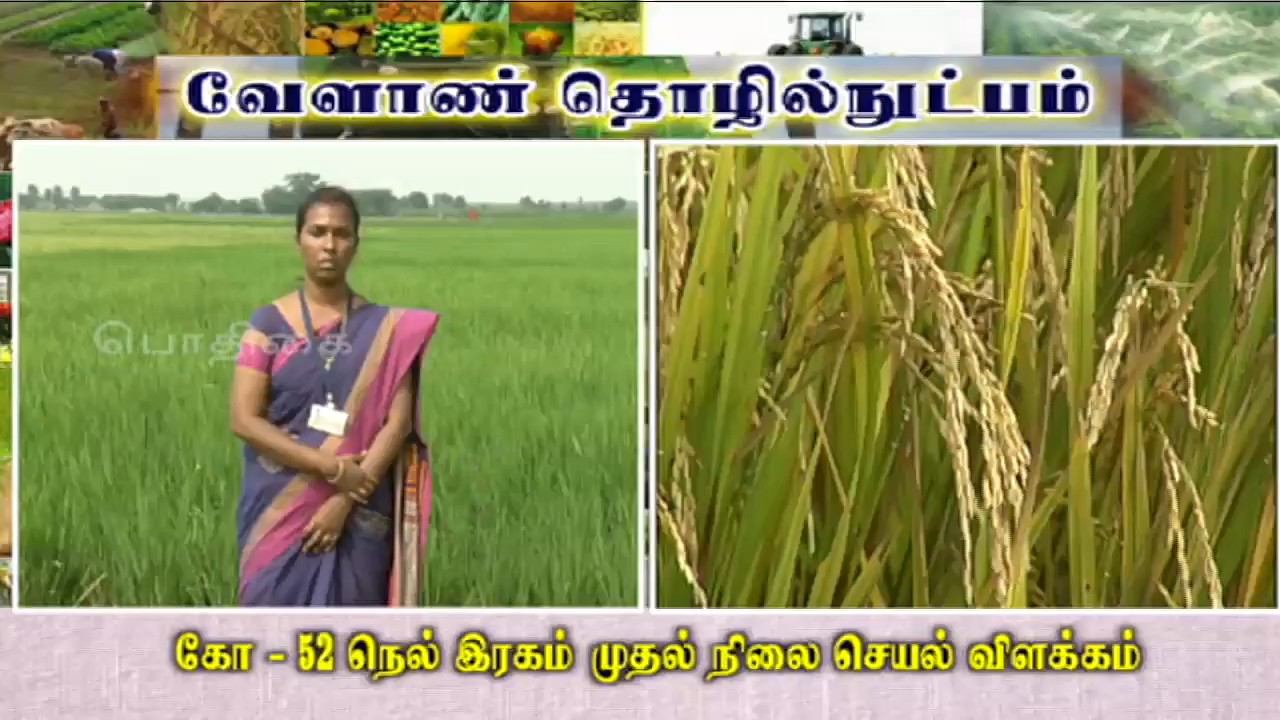 வேளாண் தொழில்நுட்பம்
பொதிகை
கோ - 52 நெல் இரகம் முதல் நிலை செயல் விளக்கம்